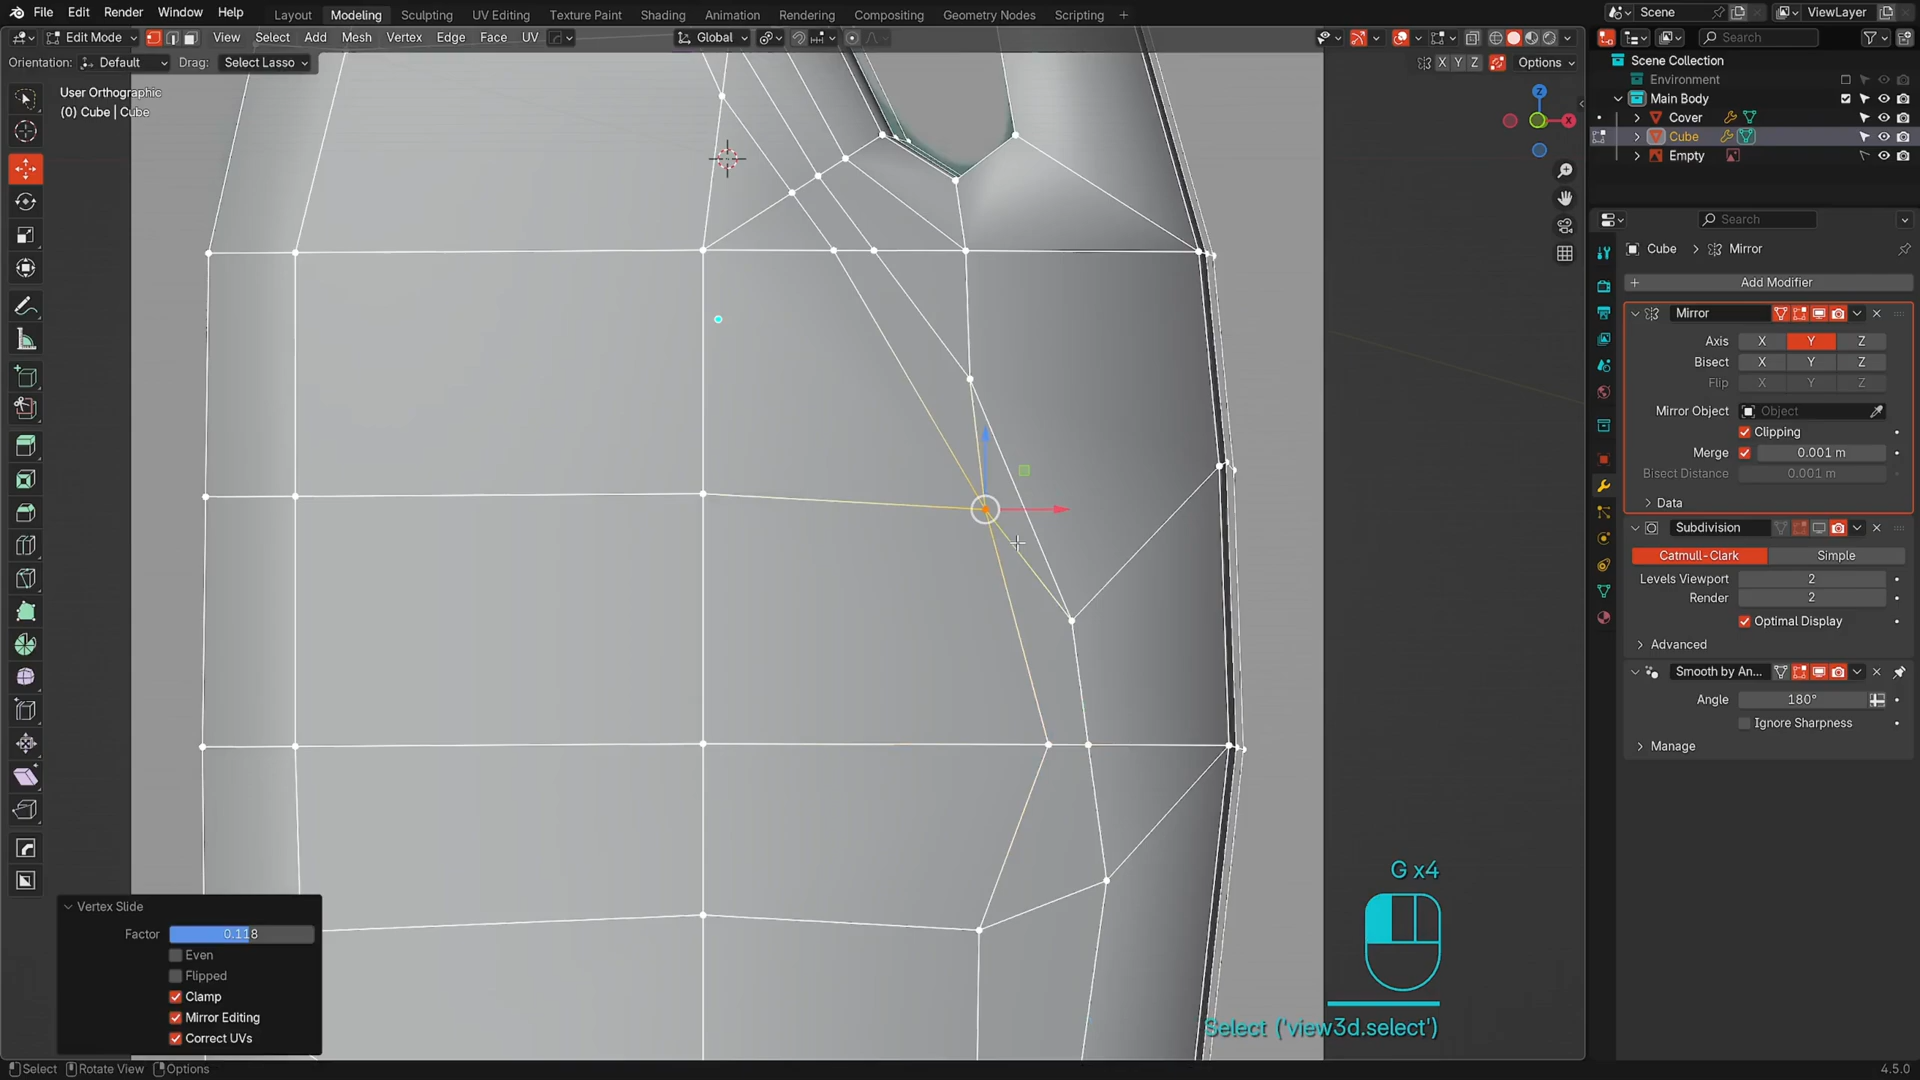 File Edit Render Window Help
Layout Modeling Sculpting UV Editing Texture Paint Shading Animation Rendering Compositing Geometry Nodes Scripting +
Scene ViewLayer
Edit Mode View Select Add Mesh Vertex Edge Face UV
Global
Search
Orientation: Default Drag: Select Lasso
X Y Z Options
User Orthographic
(0) Cube | Cube
Z
X
Scene Collection
Environment
Main Body
Cover
Cube
Empty
Search
Cube > Mirror
Add Modifier
Mirror
Axis X Y Z
Bisect X Y Z
Flip X Y Z
Mirror Object Object
Clipping
Merge 0.001 m
Bisect Distance 0.001 m
Data
Subdivision
Catmull-Clark Simple
Levels Viewport 2
Render 2
Optimal Display
Advanced
Smooth by An...
Angle 180°
Ignore Sharpness
Manage
Vertex Slide
Factor 0.118
Even
Flipped
Clamp
Mirror Editing
Correct UVs
G x4
Select ('view3d.select')
Select Rotate View Options
4.5.0